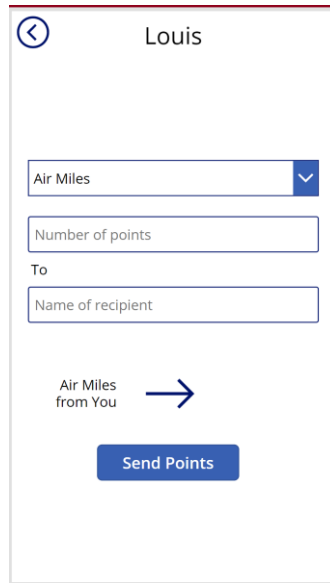 Louis
Air Miles
Number of points
To
Name of recipient
Air Miles
from You
Send Points